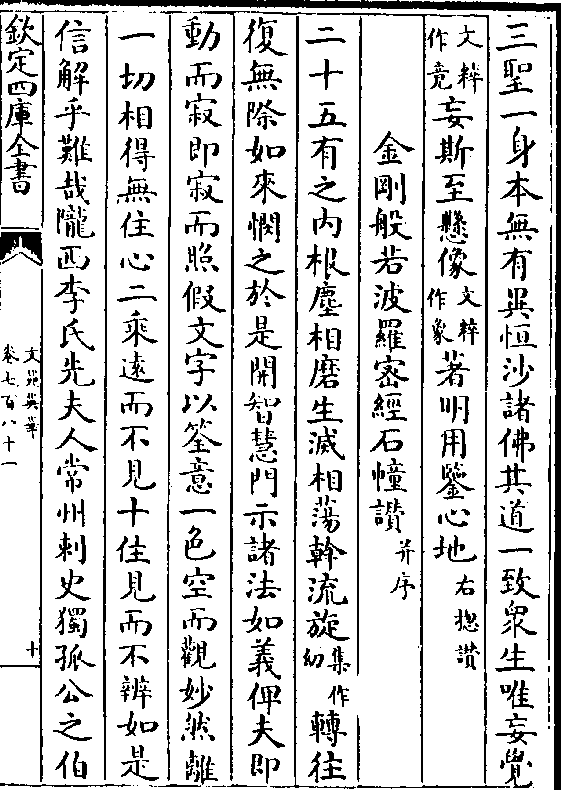 三聖一身本無有異恒沙諸佛其道一致衆生唯妄覺
文粹作竟妄斯至懸像文粹作象著明用鑒心地右揔讃
金剛般若波羅密經石幢讃并序
二十五有之内根塵相磨生滅相蕩斡流旋集作幻轉往
復無際如來憫之於是開智慧門示諸法如義俾夫即
動而寂即寂而照假文字以筌意一色空而觀妙然離
一切相得無住心二乘遠而不見十住見而不辨如是
信解乎難哉隴西李氏先夫人常州刺史獨孤公之伯
欽定四庫全書
文苑英華
卷七百八十一
十